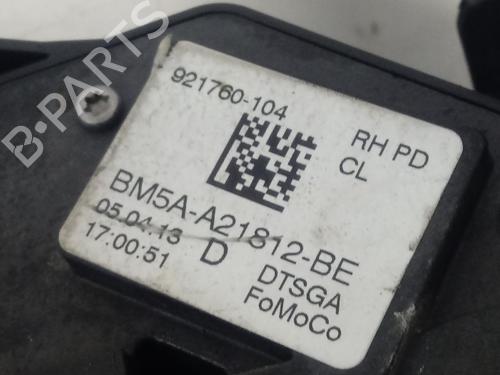 921760-104
RH PD
CL
BM5A-A21812-BE
05.04.13
17:00:51
D
DTSGA
FoMoCo
B-PARTS